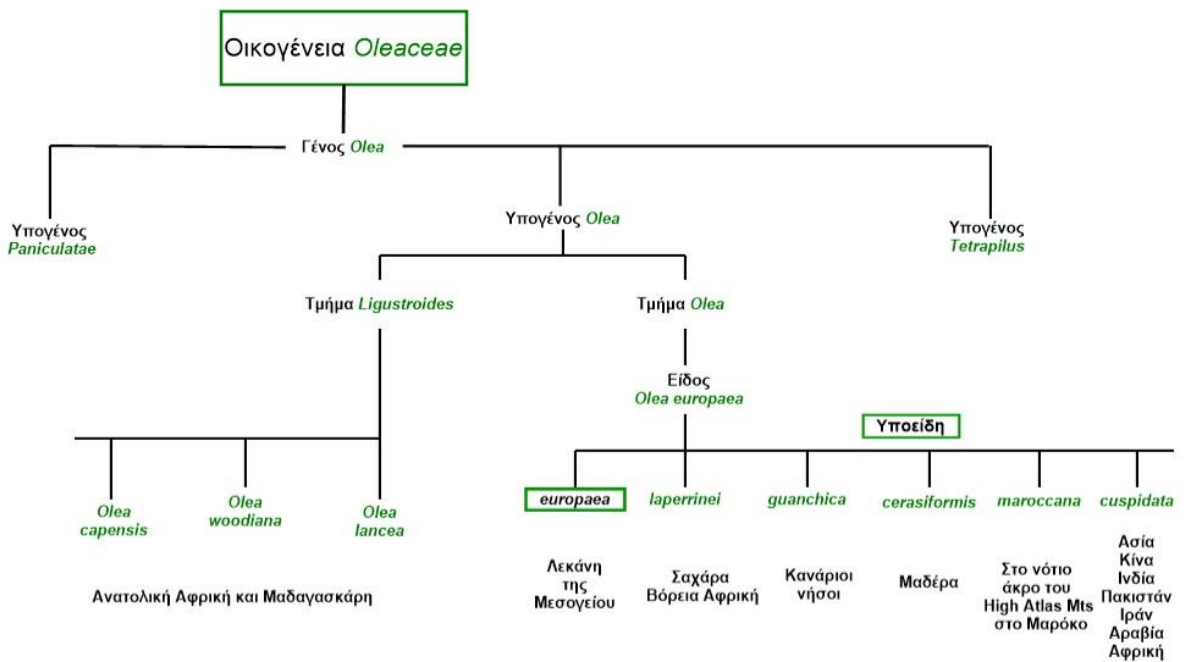 Οικογένεια Oleaceae
Γένος Olea
Υπογένος
Paniculatae
Υπογένος Olea
Υπογένος
Tetrapilus
Τμήμα Ligustroides
Τμήμα Olea
Είδος
Olea europaea
Υποείδη
Olea
capensis
Olea
woodiana
Olea
lancea
europaea
laperrinei
guanchica
cerasiformis
maroccana
cuspidata
Ανατολική Αφρική και Μαδαγασκάρη
Λεκάνη
της
Μεσογείου
Σαχάρα
Βόρεια Αφρική
Κανάριοι
νήσοι
Μαδέρα
Στο νότιο
άκρο του
High Atlas Mts
στο Μαρόκο
Ασία
Κίνα
Ινδία
Πακιστάν
Ιράν
Αραβία
Αφρική